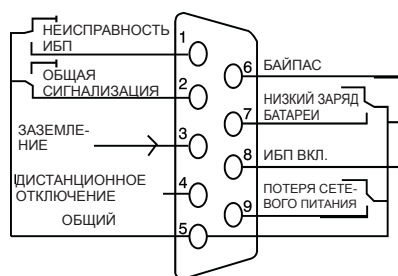 НЕИСПРАВНОСТЬ
ИБП
1
ОБЩАЯ
СИГНАЛИЗАЦИЯ
2
ЗАЗЕМЛЕ-
НИЕ
3
ДИСТАНЦИОННОЕ
ОТКЛЮЧЕНИЕ
4
ОБЩИЙ
5
6
БАЙПАС
7
НИЗКИЙ ЗАРЯД
БАТАРЕИ
8
ИБП ВКЛ.
9
ПОТЕРЯ СЕТЕ-
ВОГО ПИТАНИЯ